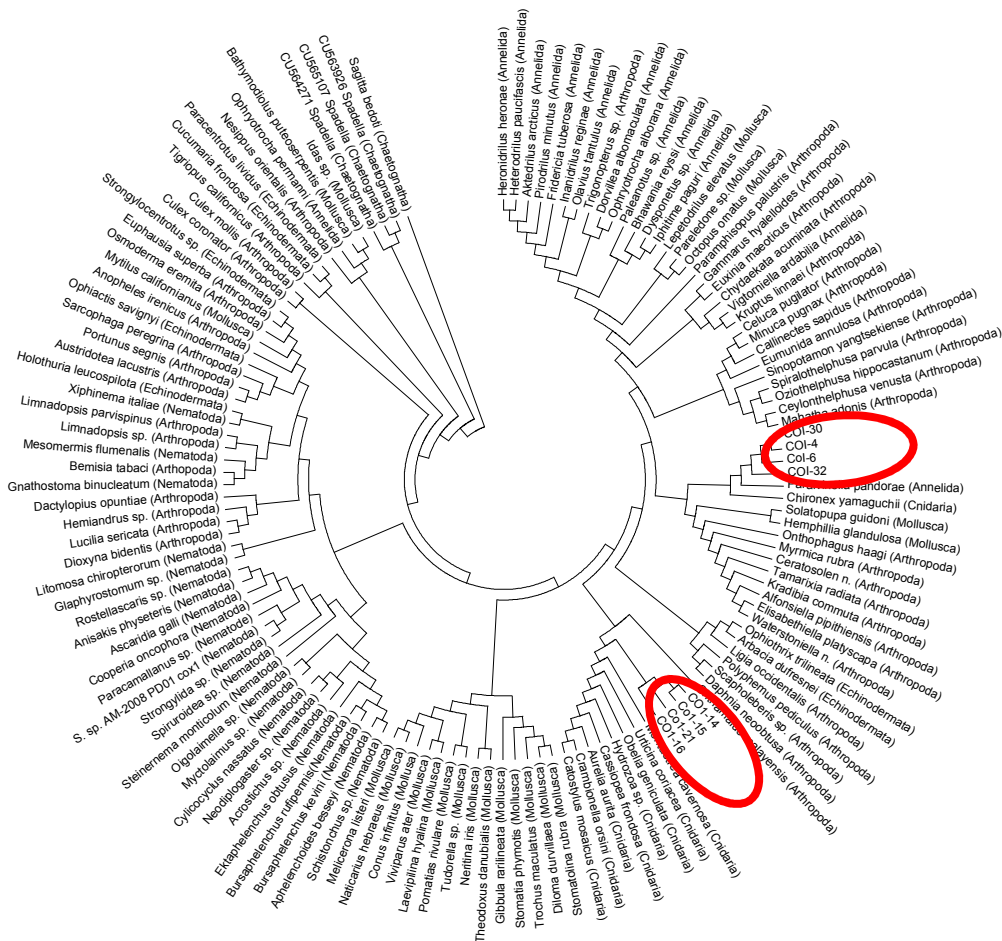 Heronidrilus heronae (Annelida)
Heterodrilus paucifascis (Annelida)
Aktedrilus arcticus (Annelida)
Pirodrilus minutus (Annelida)
Fridericia tuberosa (Annelida)
Inanidrilus reginae (Annelida)
Olavius tantulus (Annelida)
Trigonopterus sp. (Arthropoda)
Dorvillea albomaculata (Annelida)
Ophryotrocha alborana (Annelida)
Paleanotus sp. (Annelida)
Bhawania reyssi (Annelida)
Dysponetus sp. (Annelida)
Iphitime paguri (Annelida)
Lepetodrilus elevatus (Mollusca)
Pareledone sp.(Mollusca)
Octopus ornatus (Mollusca)
Paramphisopus palustris (Arthropoda)
Gammarus hyalelloides (Arthropoda)
Euxinia maeoticus (Arthropoda)
Chydaekata acuminata (Arthropoda)
Vigtorniella ardabilia (Annelida)
Kruptus linnaei (Arthropoda)
Celuca pugilator (Arthropoda)
Minuca pugnax (Arthropoda)
Callinectes sapidus (Arthropoda)
Eumunida annulosa (Arthropoda)
Sinopotamon yangtsekiense (Arthropoda)
Spiralothelphusa parvula (Arthropoda)
Oziothelphusa hippocastanum (Arthropoda)
Ceylonthelphusa venusta (Arthropoda)
Mahatha adonis (Arthropoda)
COI-30
COI-4
CoI-6
COI-32
pandorae (Annelida)
Chironex yamaguchii (Cnidaria)
Solatopupa guidoni (Mollusca)
Hemphillia glandulosa (Mollusca)
Onthophagus haagi (Arthropoda)
Myrmica rubra (Arthropoda)
Ceratosolen n. (Arthropoda)
Tamarixia radiata (Arthropoda)
Kradibia commuta (Arthropoda)
Alfonsiella pipithiensis (Arthropoda)
Elisabethiella platyscapa (Arthropoda)
Waterstoniella n. (Arthropoda)
Ophiothrix trilineata (Echinodermata)
Arbacia dufresnei (Echinodermata)
Ligia occidentalis (Arthropoda)
Polyphemus pediculus (Arthropoda)
Scapholeberis sp. (Arthropoda)
Daphnia neoobtusa (Arthropoda)
(Arthropoda)
CO1-14
Co1-15
Co1-21
CO1-16
cavernosa (Cnidaria)
Urticina coriacea (Cnidaria)
Obelia geniculata (Cnidaria)
Hydrozoa sp. (Cnidaria)
Cassiopea frondosa (Cnidaria)
Aurelia aurita (Cnidaria)
Crambionella orsini (Cnidaria)
Catostylus mosaicus (Cnidaria)
Stomatolina rubra (Mollusca)
Diloma durvillaea (Mollusca)
Trochus maculatus (Mollusca)
Stomatia phymotis (Mollusca)
Gibbula rarilineata (Mollusca)
Theodoxus danubialis (Mollusca)
Neritina iris (Mollusca)
Tudorella sp. (Mollusca)
Pomatias rivulare (Mollusca)
Laevipilina hyalina (Mollusca)
Viviparus ater (Mollusca)
Conus infinitus (Mollusa)
Naticarius hebraeus (Mollusca)
Melicerona listeri (Mollusca)
Schistonchus sp.(Nematoda)
Aphelenchoides besseyi (Nematoda)
Bursaphelenchus kevini (Nematoda)
Bursaphelenchus rufipennis(Nematoda)
Ektaphelenchus obtusus (Nematoda)
Acrostichus sp. (Nematoda)
Neodiplogaster sp. (Nematoda)
Cylicocyclus nassatus (Nematoda)
Myctolaimus sp. (Nematoda)
Oigolaimella sp. (Nematoda)
Steinernema monticolum (Nematoda)
Spiruroidea sp. (Nematoda)
Strongylida sp. (Nematoda)
S. sp. AM-2008 PD01 cox1 (Nematoda)
Paracamallanus sp. (Nematode)
Cooperia oncophora (Nematoda)
Ascaridia galli (Nematoda)
Anisakis physeteris (Nematoda)
Rostellascaris sp. (Nematoda)
Glaphyrostomum sp. (Nematoda)
Litomosa chiropterorum (Nematoda)
Dioxyna bidentis (Arthropoda)
Lucilia sericata (Arthropoda)
Hemiandrus sp. (Arthropoda)
Dactylopius opuntiae (Arthropoda)
Gnathostoma binucleatum (Nematoda)
Bemisia tabaci (Arthopoda)
Mesomermis flumenalis (Nematoda)
Limnadopsis sp. (Arthropoda)
Limnadopsis parvispinus (Arthropoda)
Xiphinema italiae (Nematoda)
Holothuria leucospilota (Echinodermata)
Austridotea lacustris (Arthropoda)
Portunus segnis (Arthropoda)
Sarcophaga peregrina (Arthropoda)
Ophiactis savignyi (Echinodermata)
Anopheles irenicus (Arthropoda)
Mytilus californianus (Mollusca)
Osmoderma eremita (Arthropoda)
Euphausia superba (Arthropoda)
Strongylocentrotus sp. (Echinodermata)
Culex coronator (Arthropoda)
Culex mollis (Arthropoda)
Tigriopus californicus (Arthropoda)
Cucumaria frondosa (Echinodermata)
Paracentrotus lividus (Echinodermata)
Nesippus orientalis (Arthropoda)
Ophryotrocha permanni (Annelida)
Idas sp. (Mollusca)
Bathymodiolus puteoserpentis (Mollusca)
CU564271 Spadella (Chaetognatha)
CU565107 Spadella (Chaetognatha)
CU563926 Spadella (Chaetognatha)
Sagitta bedoti (Chaetognatha)